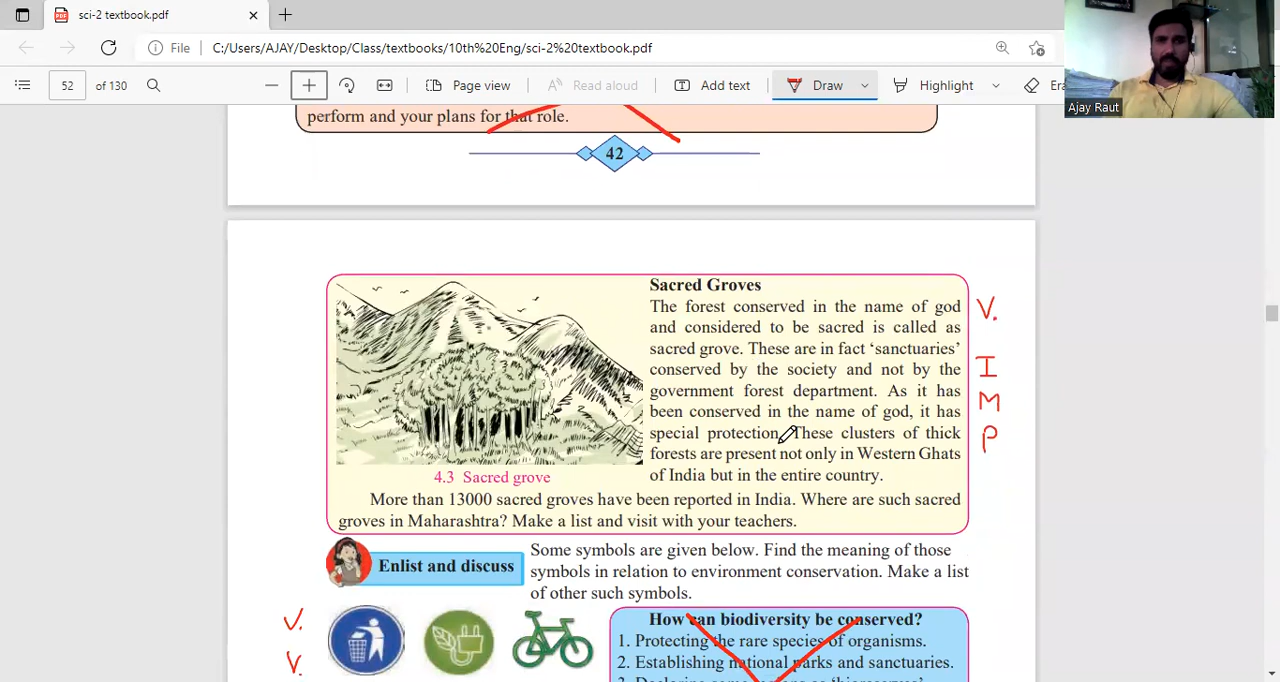 sci-2 textbook.pdf
File
C:/Users/AJAY/Desktop/Class/textbooks/10th%20Eng/sci-2%20textbook.pdf
52 of 130
Page view
Read aloud
Add text
Draw
Highlight
Era
Ajay Raut
perform and your plans for that role.
42
Sacred Groves
The forest conserved in the name of god
and considered to be sacred is called as
sacred grove. These are in fact ‘sanctuaries’
conserved by the society and not by the
government forest department. As it has
been conserved in the name of god, it has
special protection. These clusters of thick
forests are present not only in Western Ghats
of India but in the entire country.
4.3 Sacred grove
More than 13000 sacred groves have been reported in India. Where are such sacred
groves in Maharashtra? Make a list and visit with your teachers.
V.
I
M
P
Enlist and discuss
Some symbols are given below. Find the meaning of those
symbols in relation to environment conservation. Make a list
of other such symbols.
V.
V.
How can biodiversity be conserved?
1. Protecting the rare species of organisms.
2. Establishing national parks and sanctuaries.